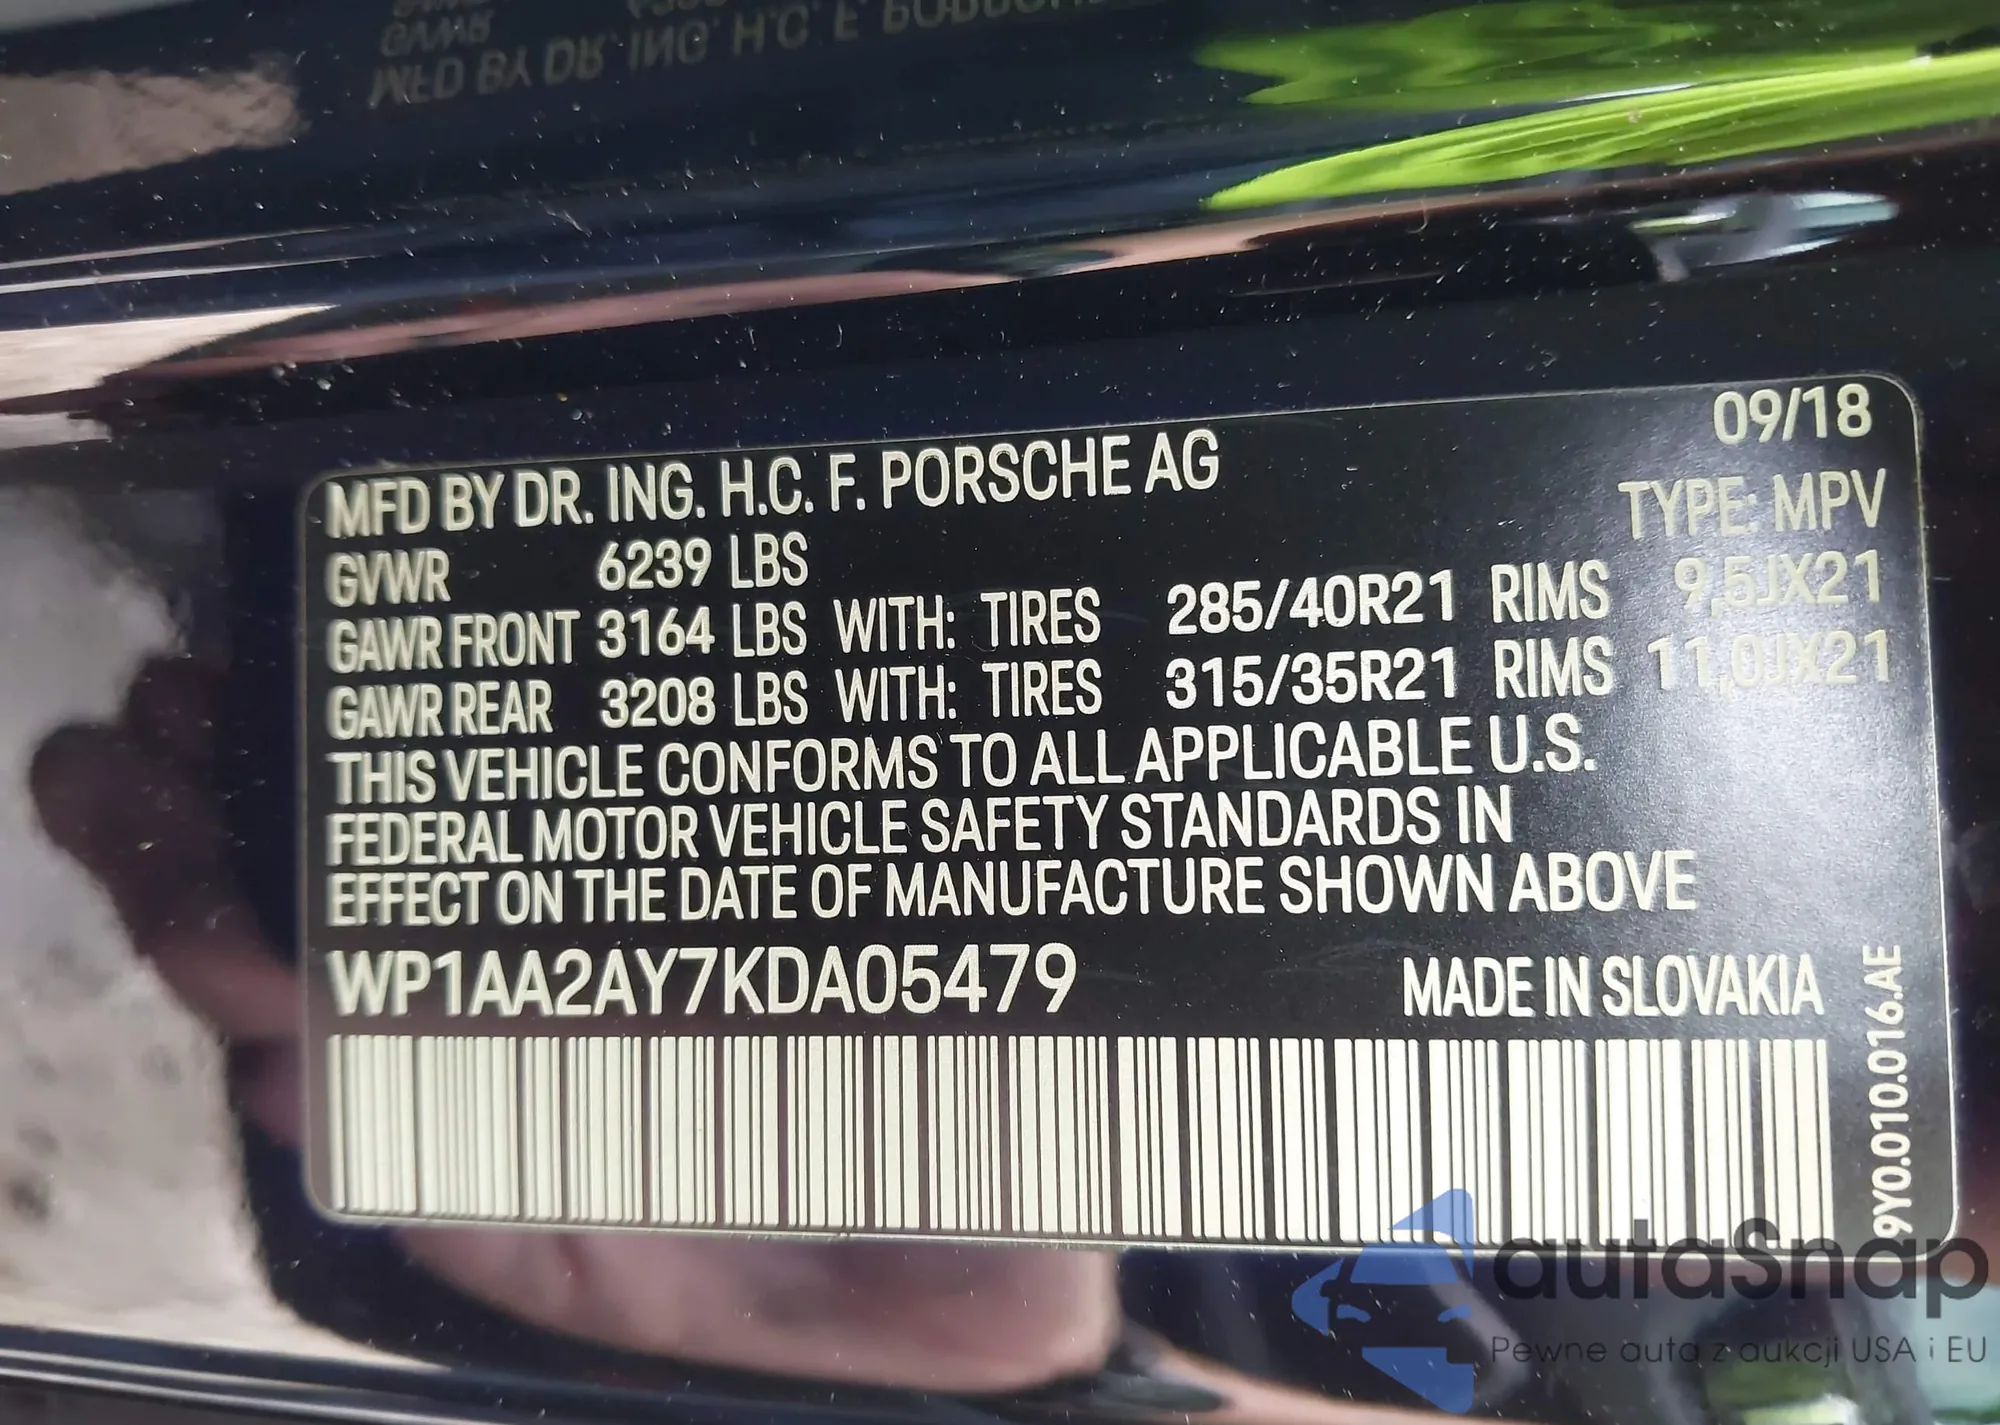 MFD BY DR. ING. H.C. F. PORSCHE AG
09/18
TYPE: MPV
GVWR 6239 LBS
GAWR FRONT 3164 LBS WITH: TIRES 285/40R21 RIMS 9,5JX21
GAWR REAR 3208 LBS WITH: TIRES 315/35R21 RIMS 11,0JX21
THIS VEHICLE CONFORMS TO ALL APPLICABLE U.S.
FEDERAL MOTOR VEHICLE SAFETY STANDARDS IN
EFFECT ON THE DATE OF MANUFACTURE SHOWN ABOVE
WP1AA2AY7KDA05479
MADE IN SLOVAKIA
9Y0.010.016.AE
autaSnap
Pewne auta z aukcji USA i EU